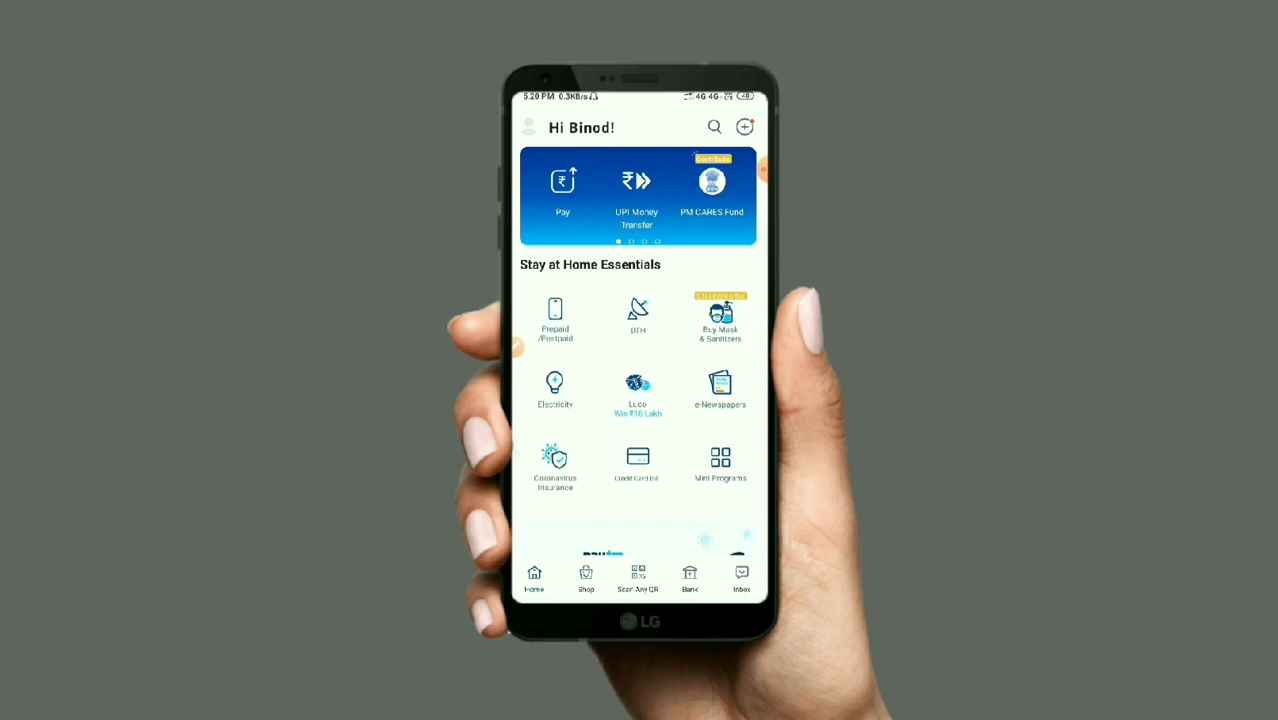 5:20 PM 0.3KB/s
4G 4G 40
Hi Binod!
Contribute
Pay
UPI Money
Transfer
PM CARES Fund
Stay at Home Essentials
Prepaid
/Postpaid
DTH
Buy Mask
& Sanitizers
Electricity
Ludo
Win ₹10 Lakh
e-Newspapers
Coronavirus
Insurance
Credit Card Bill
Mini Programs
Home
Shop
Scan Any QR
Bank
Inbox
LG